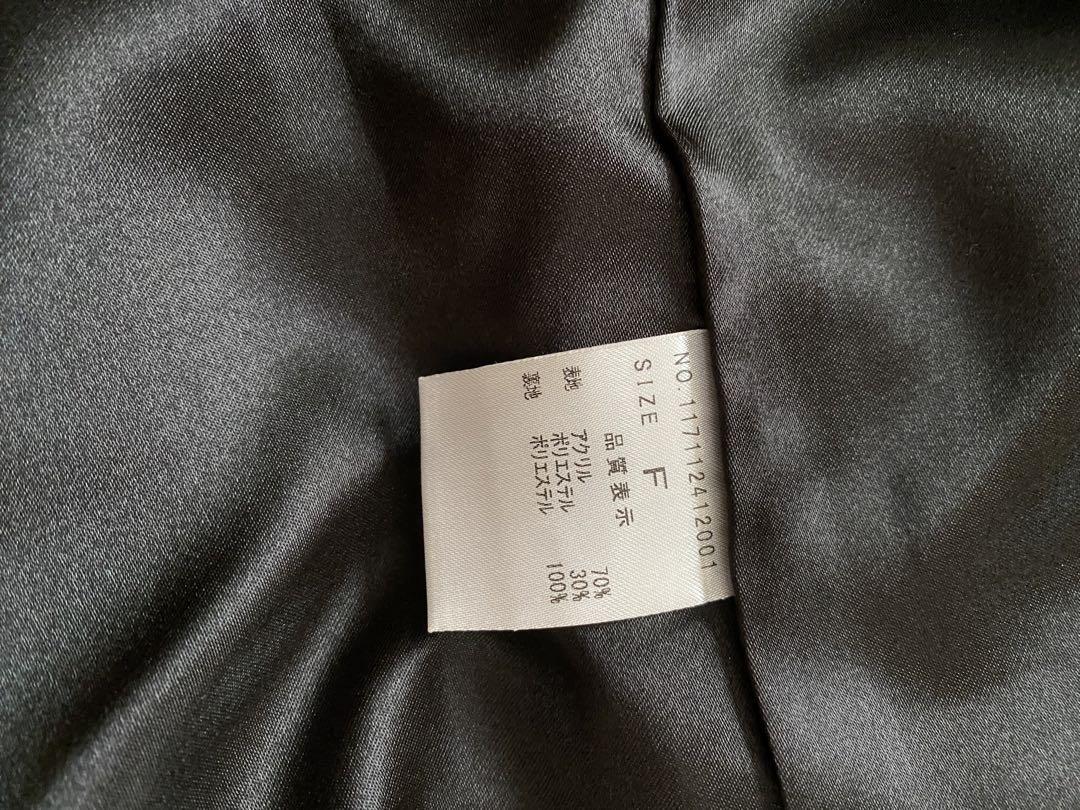 NO.1171124120001
SIZE F
品質表示
表地 アクリル 70%
ポリエステル 30%
裏地 ポリエステル 100%